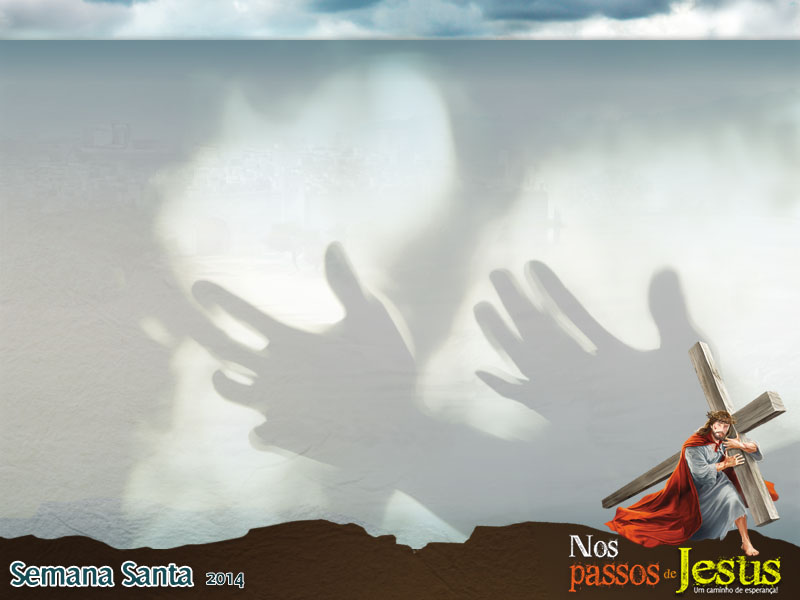 Semana Santa 2014
Nos
passos de Jesus
Um caminho de esperança!